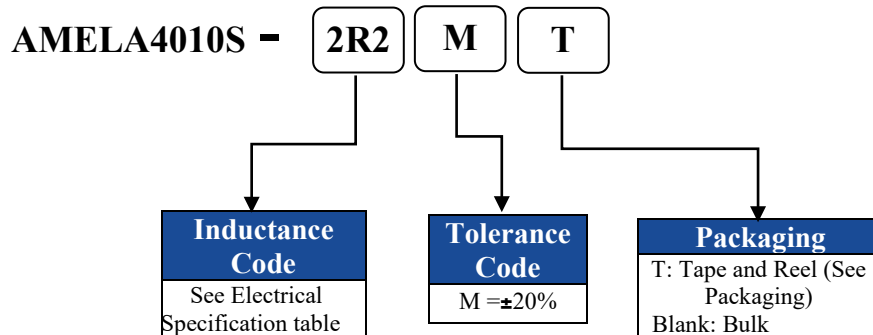 AMELA4010S - 2R2 M T
Inductance
Code
See Electrical
Specification table
Tolerance
Code
M =±20%
Packaging
T: Tape and Reel (See
Packaging)
Blank: Bulk